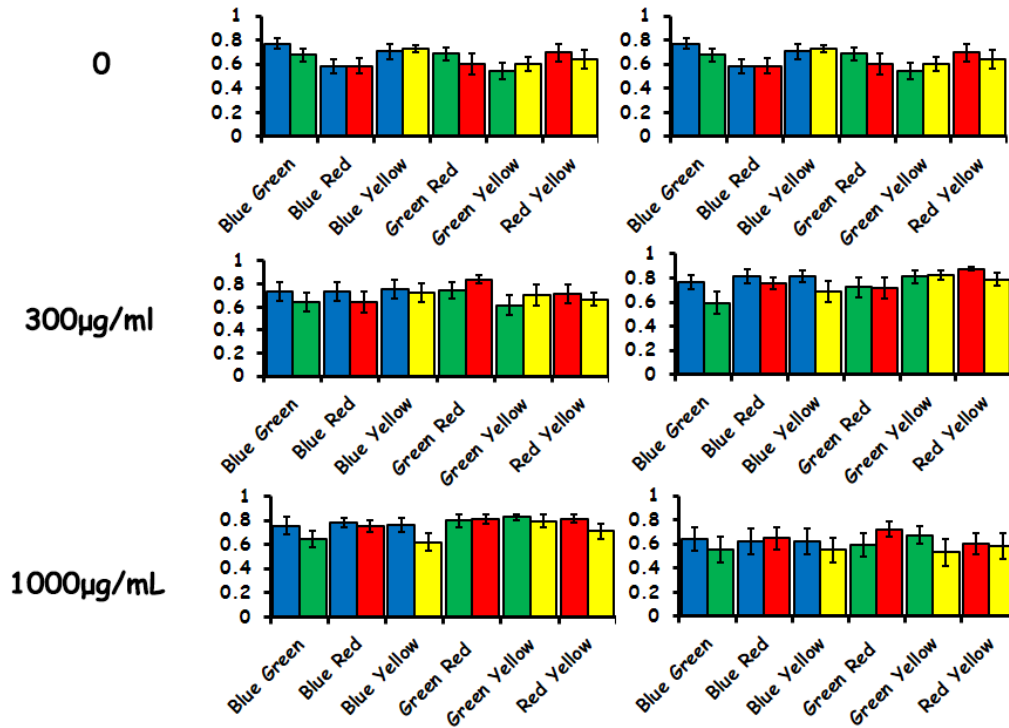 0
1
0.8
0.6
0.4
0.2
0
Blue Green
Blue Red
Blue Yellow
Green Red
Green Yellow
Red Yellow
1
0.8
0.6
0.4
0.2
0
Blue Green
Blue Red
Blue Yellow
Green Red
Green Yellow
Red Yellow
300µg/ml
1
0.8
0.6
0.4
0.2
0
Blue Green
Blue Red
Blue Yellow
Green Red
Green Yellow
Red Yellow
1
0.8
0.6
0.4
0.2
0
Blue Green
Blue Red
Blue Yellow
Green Red
Green Yellow
Red Yellow
1000µg/mL
1
0.8
0.6
0.4
0.2
0
Blue Green
Blue Red
Blue Yellow
Green Red
Green Yellow
Red Yellow
1
0.8
0.6
0.4
0.2
0
Blue Green
Blue Red
Blue Yellow
Green Red
Green Yellow
Red Yellow